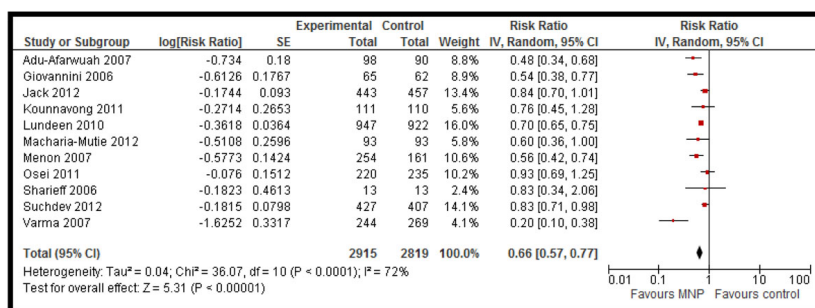 Experimental Control Risk Ratio Risk Ratio
Study or Subgroup log[Risk Ratio] SE Total Total Weight IV, Random, 95% CI IV, Random, 95% CI
Adu-Afarwuah 2007 -0.734 0.18 98 90 8.8% 0.48 [0.34, 0.68]
Giovannini 2006 -0.6126 0.1767 65 62 8.9% 0.54 [0.38, 0.77]
Jack 2012 -0.1744 0.093 443 457 13.4% 0.84 [0.70, 1.01]
Kounnavong 2011 -0.2714 0.2653 111 110 5.6% 0.76 [0.45, 1.28]
Lundeen 2010 -0.3618 0.0364 947 922 16.0% 0.70 [0.65, 0.75]
Macharia-Mutie 2012 -0.5108 0.2596 93 93 5.8% 0.60 [0.36, 1.00]
Menon 2007 -0.5773 0.1424 254 161 10.6% 0.56 [0.42, 0.74]
Osei 2011 -0.076 0.1512 220 235 10.2% 0.93 [0.69, 1.25]
Sharieff 2006 -0.1823 0.4613 13 13 2.4% 0.83 [0.34, 2.06]
Suchdev 2012 -0.1815 0.0798 427 407 14.1% 0.83 [0.71, 0.98]
Varma 2007 -1.6252 0.3317 244 269 4.1% 0.20 [0.10, 0.38]
Total (95% CI) 2915 2819 100.0% 0.66 [0.57, 0.77]
Heterogeneity: Tau² = 0.04; Chi² = 36.07, df = 10 (P < 0.0001); I² = 72%
Test for overall effect: Z = 5.31 (P < 0.00001)
0.01 0.1 1 10 100
Favours MNP Favours control